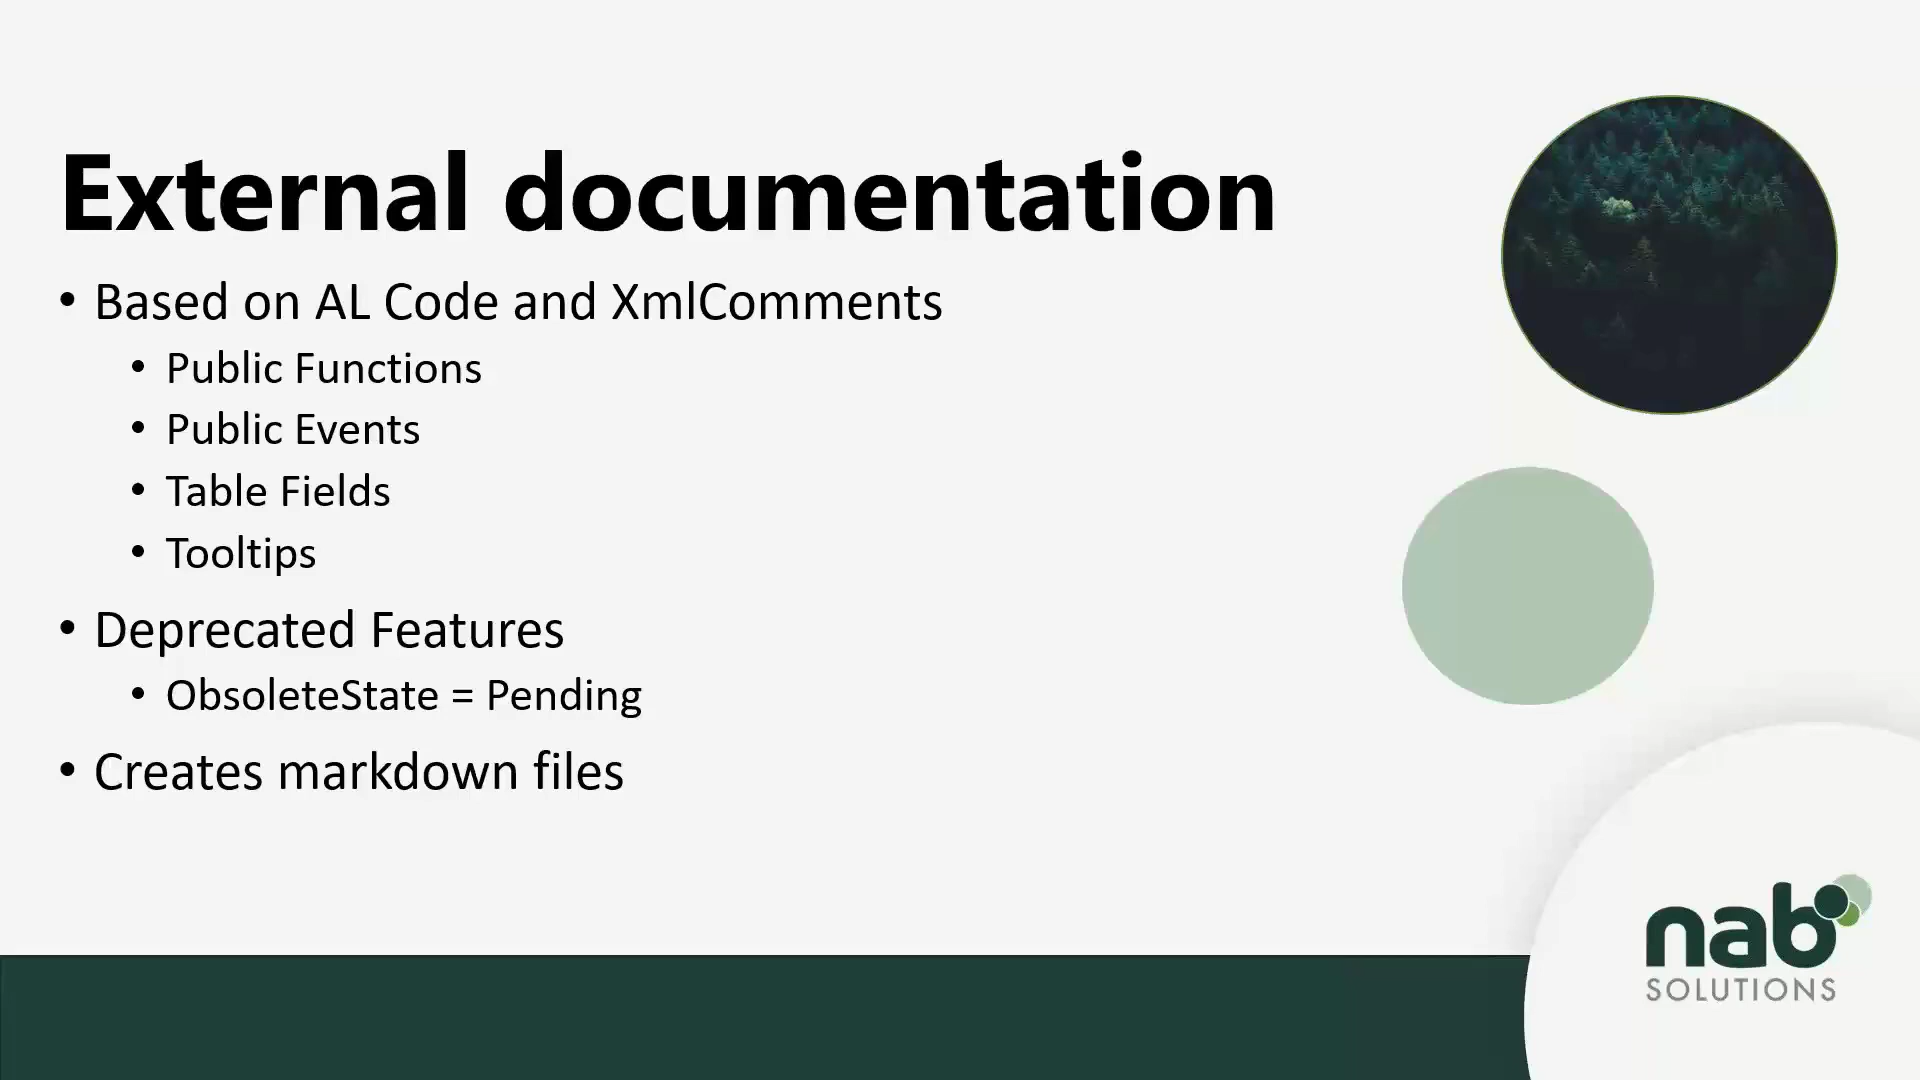 External documentation
• Based on AL Code and XmlComments
• Public Functions
• Public Events
• Table Fields
• Tooltips
• Deprecated Features
• ObsoleteState = Pending
• Creates markdown files
nab
SOLUTIONS